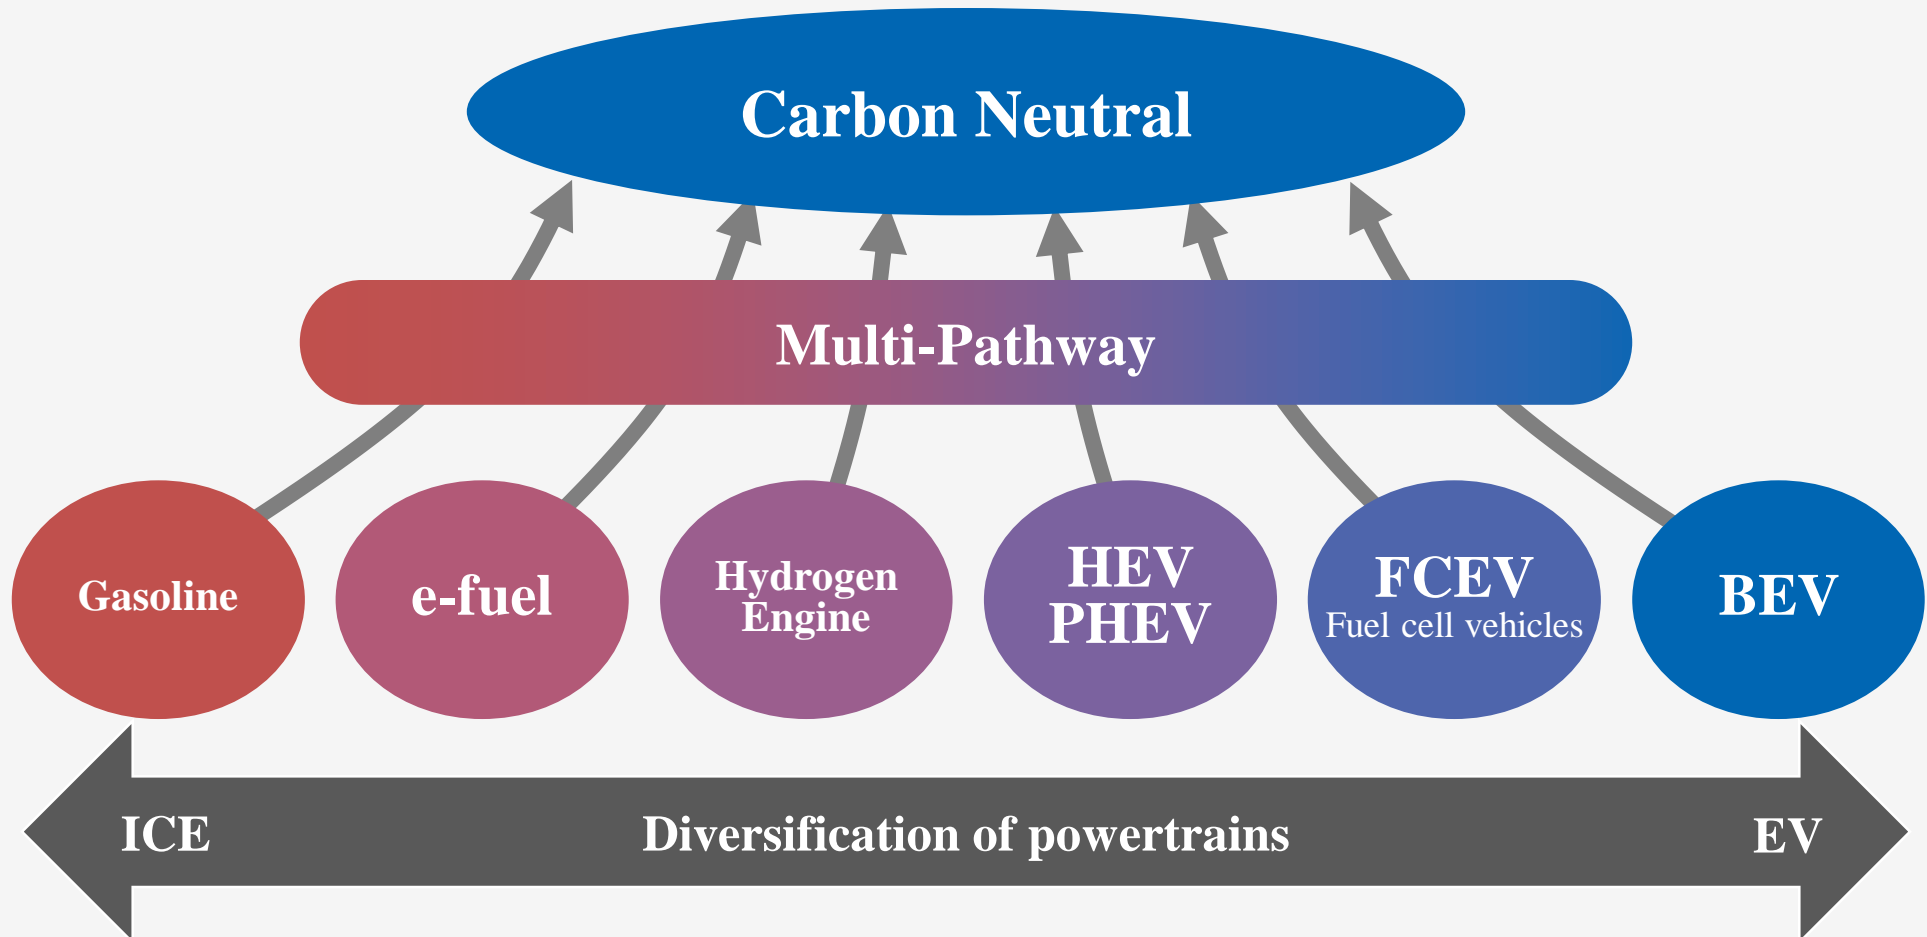 Carbon Neutral
Multi-Pathway
Gasoline
e-fuel
Hydrogen
Engine
HEV
PHEV
FCEV
Fuel cell vehicles
BEV
ICE
Diversification of powertrains
EV